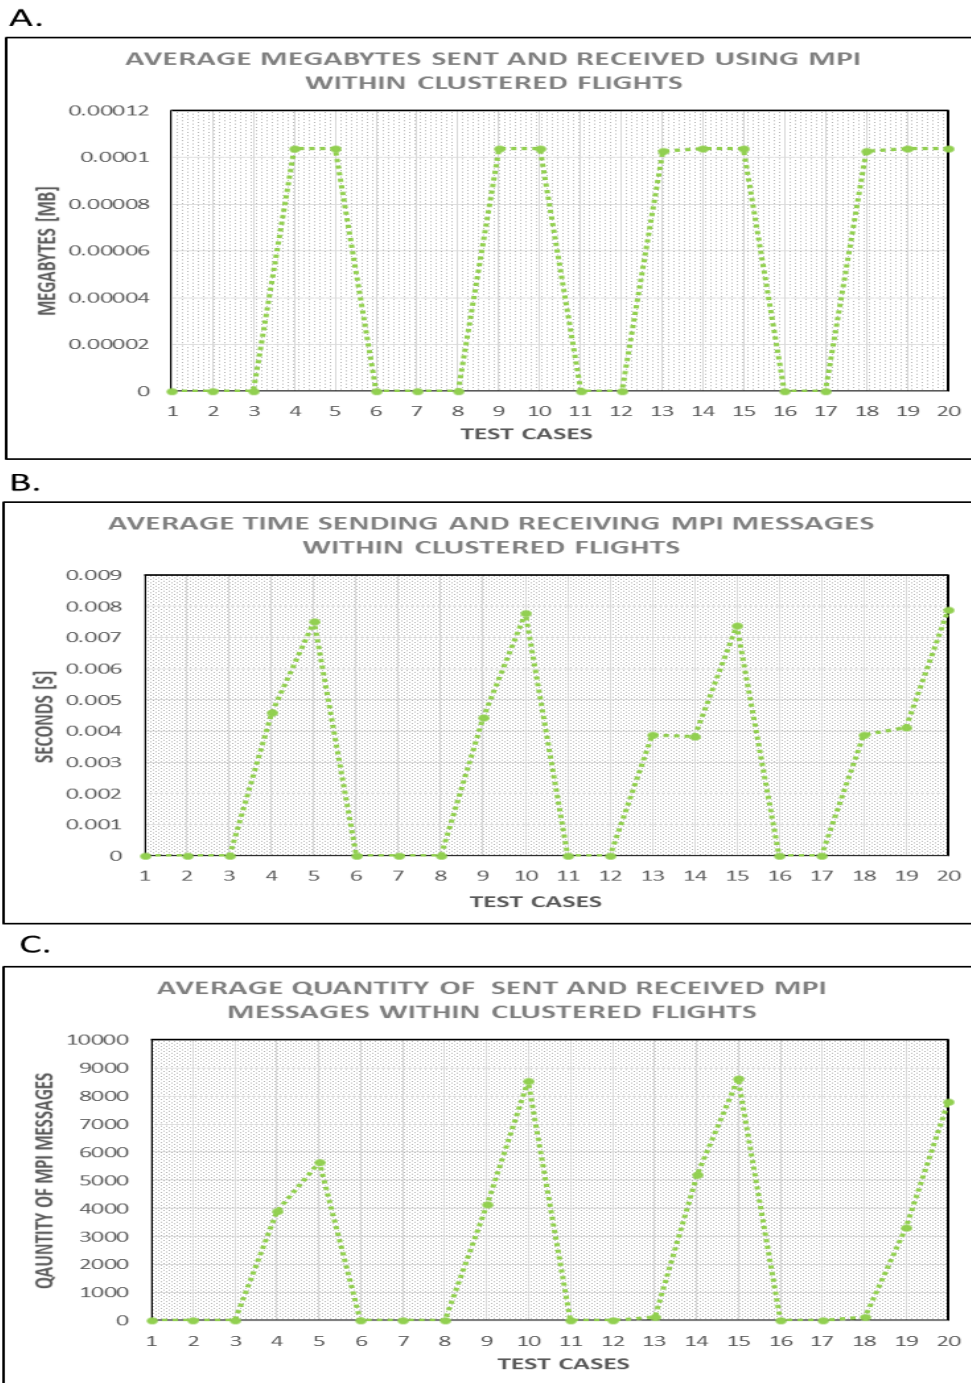 A.
AVERAGE MEGABYTES SENT AND RECEIVED USING MPI
WITHIN CLUSTERED FLIGHTS
MEGABYTES [MB]
0.00012
0.0001
0.00008
0.00006
0.00004
0.00002
0
1 2 3 4 5 6 7 8 9 10 11 12 13 14 15 16 17 18 19 20
TEST CASES
B.
AVERAGE TIME SENDING AND RECEIVING MPI MESSAGES
WITHIN CLUSTERED FLIGHTS
SECONDS [S]
0.009
0.008
0.007
0.006
0.005
0.004
0.003
0.002
0.001
0
1 2 3 4 5 6 7 8 9 10 11 12 13 14 15 16 17 18 19 20
TEST CASES
C.
AVERAGE QUANTITY OF SENT AND RECEIVED MPI
MESSAGES WITHIN CLUSTERED FLIGHTS
QAUNTITY OF MPI MESSAGES
10000
9000
8000
7000
6000
5000
4000
3000
2000
1000
0
1 2 3 4 5 6 7 8 9 10 11 12 13 14 15 16 17 18 19 20
TEST CASES